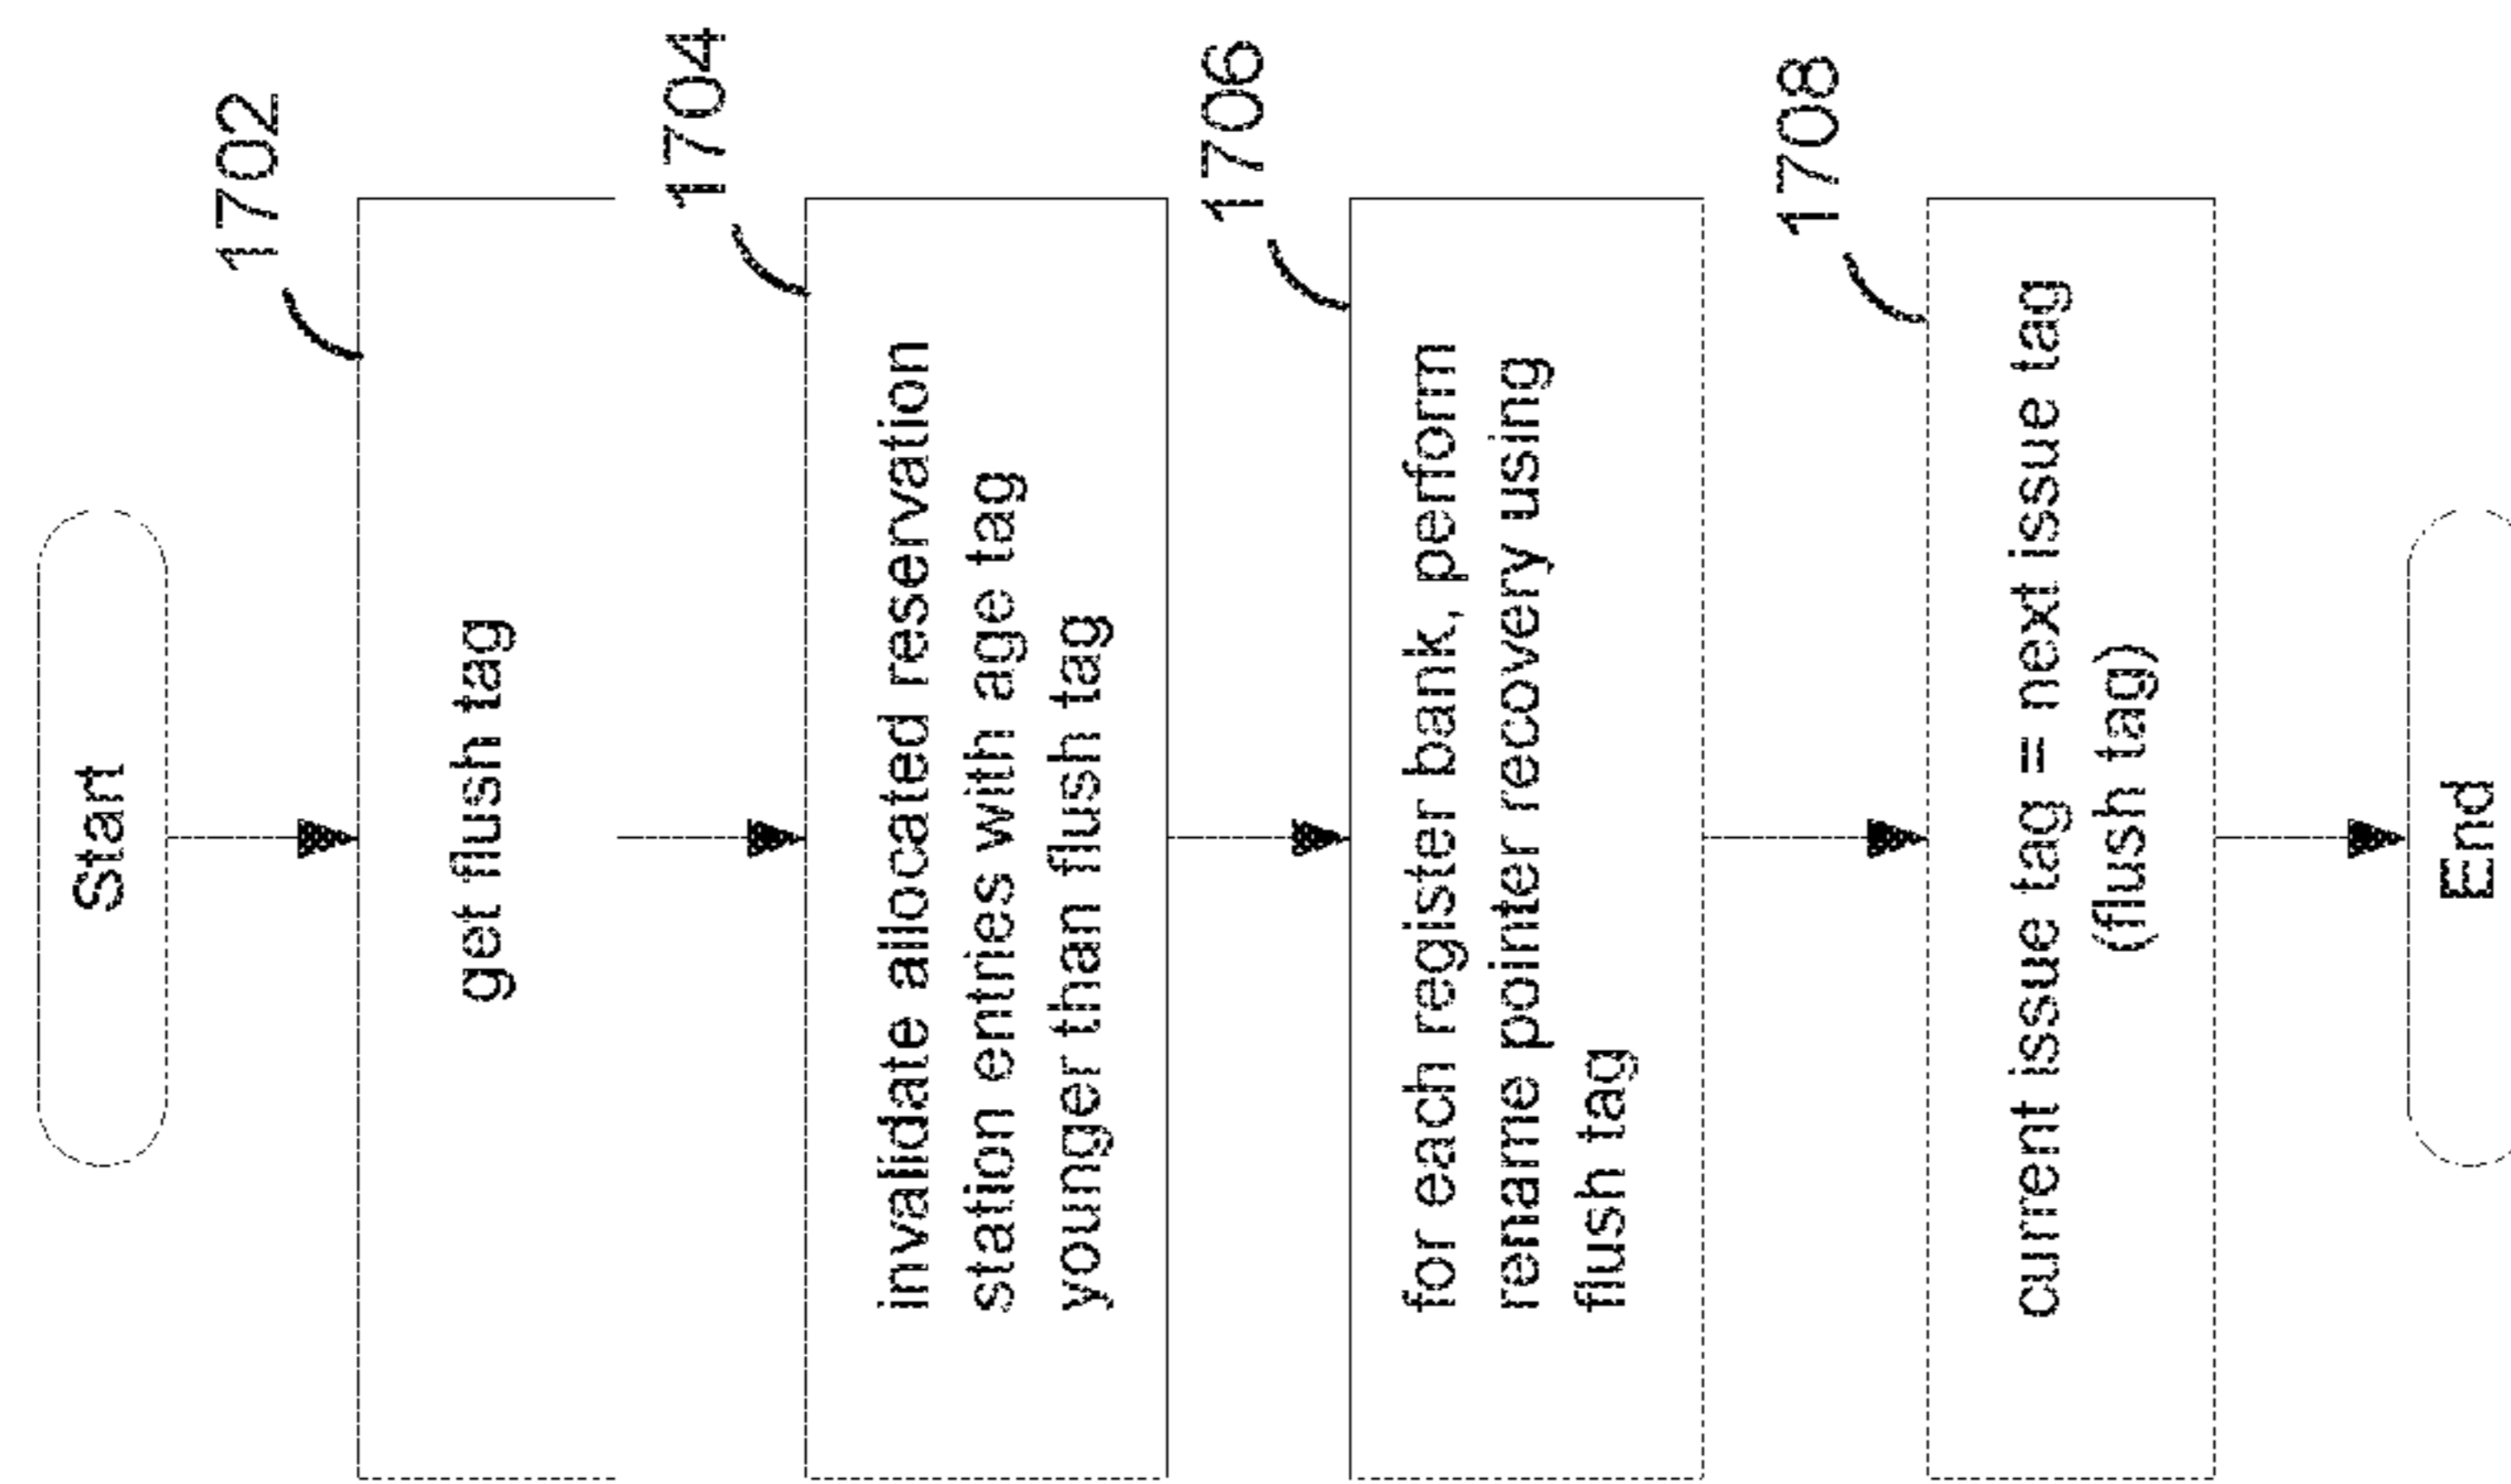 Start
1702
get flush tag
1704
invalidate allocated reservation
station entries with age tag
younger than flush tag
1706
for each register bank, perform
rename pointer recovery using
flush tag
1708
current issue tag = next issue tag
(flush tag)
End